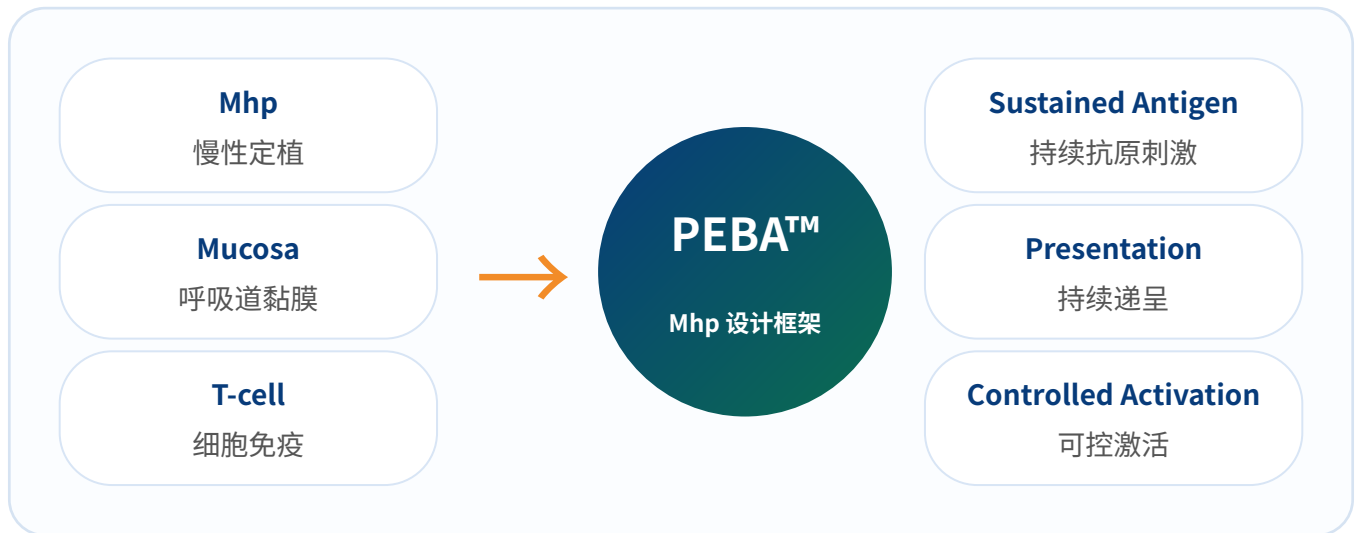 Mhp
慢性定植
Mucosa
呼吸道黏膜
T-cell
细胞免疫
PEBA™
Mhp 设计框架
Sustained Antigen
持续抗原刺激
Presentation
持续递呈
Controlled Activation
可控激活